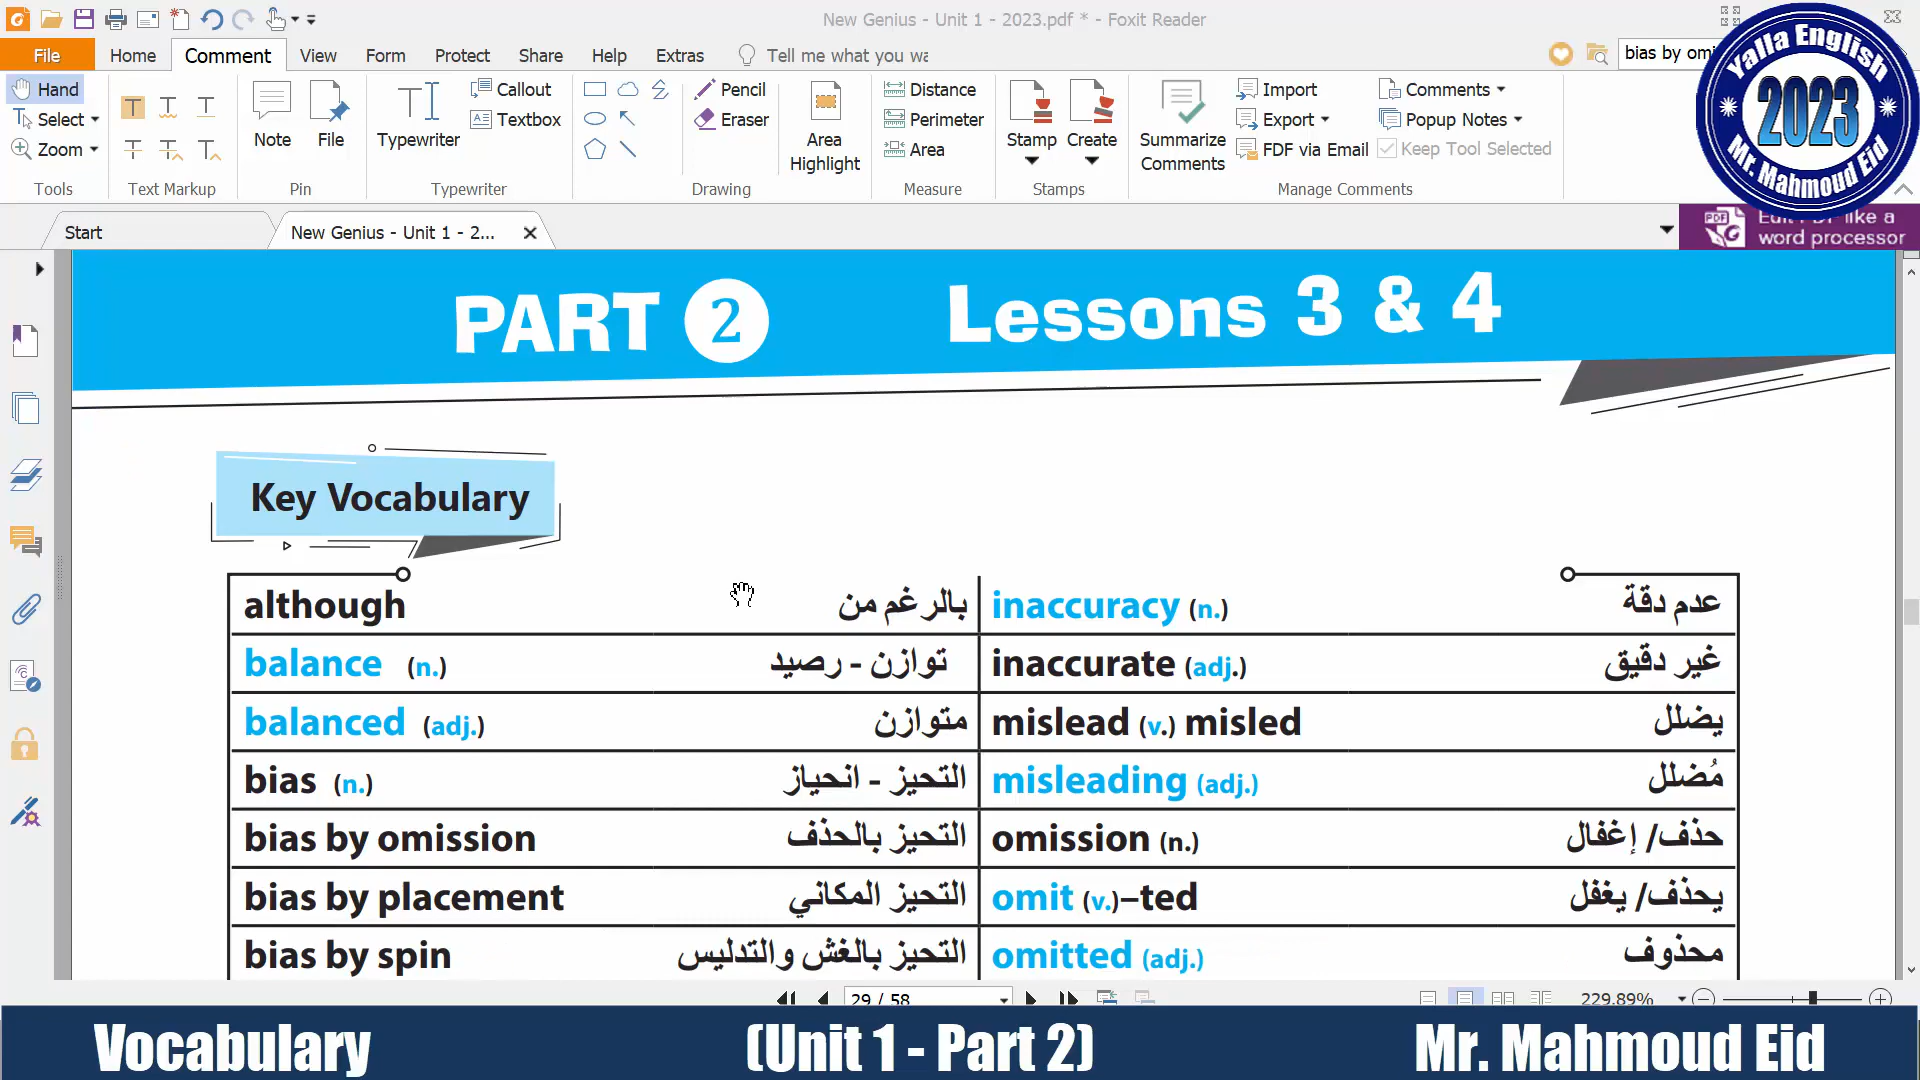 New Genius - Unit 1 - 2023.pdf * - Foxit Reader
File Home Comment View Form Protect Share Help Extras Tell me what you wa
bias by omi
Hand
Select
Zoom
Tools
Text Markup
Note
File
Pin
Typewriter
Callout
Textbox
Typewriter
Pencil
Eraser
Drawing
Area
Highlight
Distance
Perimeter
Area
Measure
Stamp
Create
Stamps
Summarize
Comments
Import
Export
FDF via Email
Comments
Popup Notes
Keep Tool Selected
Manage Comments
Yalla English
2023
Mr. Mahmoud Eid
Start
New Genius - Unit 1 - 2...
Edit PDF like a
word processor
PART 2 Lessons 3 & 4
Key Vocabulary
although بالرغم من inaccuracy (n.) عدم دقة
balance (n.) توازن - رصيد inaccurate (adj.) غير دقيق
balanced (adj.) متوازن mislead (v.) misled يضلل
bias (n.) التحيز - انحياز misleading (adj.) مُضلل
bias by omission التحيز بالحذف omission (n.) حذف/ إغفال
bias by placement التحيز المكاني omit (v.)–ted يحذف/ يغفل
bias by spin التحيز بالغش والتدليس omitted (adj.) محذوف
29 / 58
229.89%
Vocabulary (Unit 1 - Part 2) Mr. Mahmoud Eid